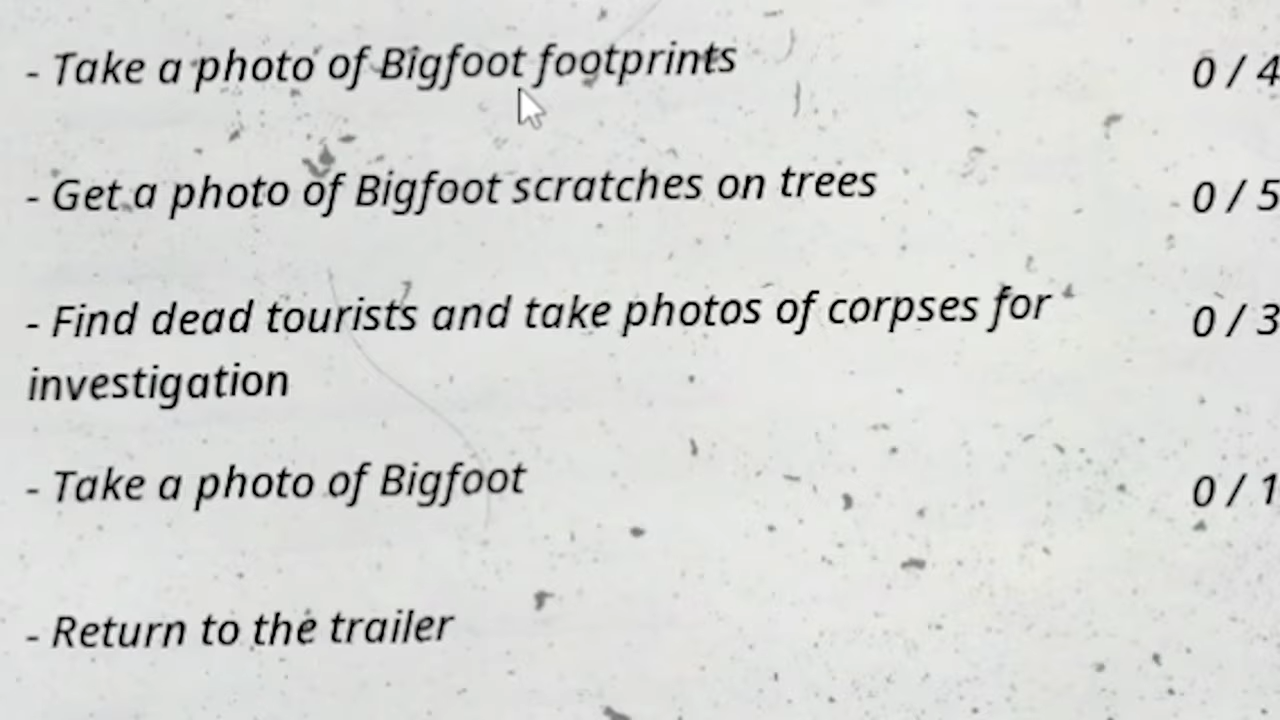 - Take a photo of Bigfoot footprints 0 / 4
- Get a photo of Bigfoot scratches on trees 0 / 5
- Find dead tourists and take photos of corpses for 0 / 3
investigation
- Take a photo of Bigfoot 0 / 1
- Return to the trailer